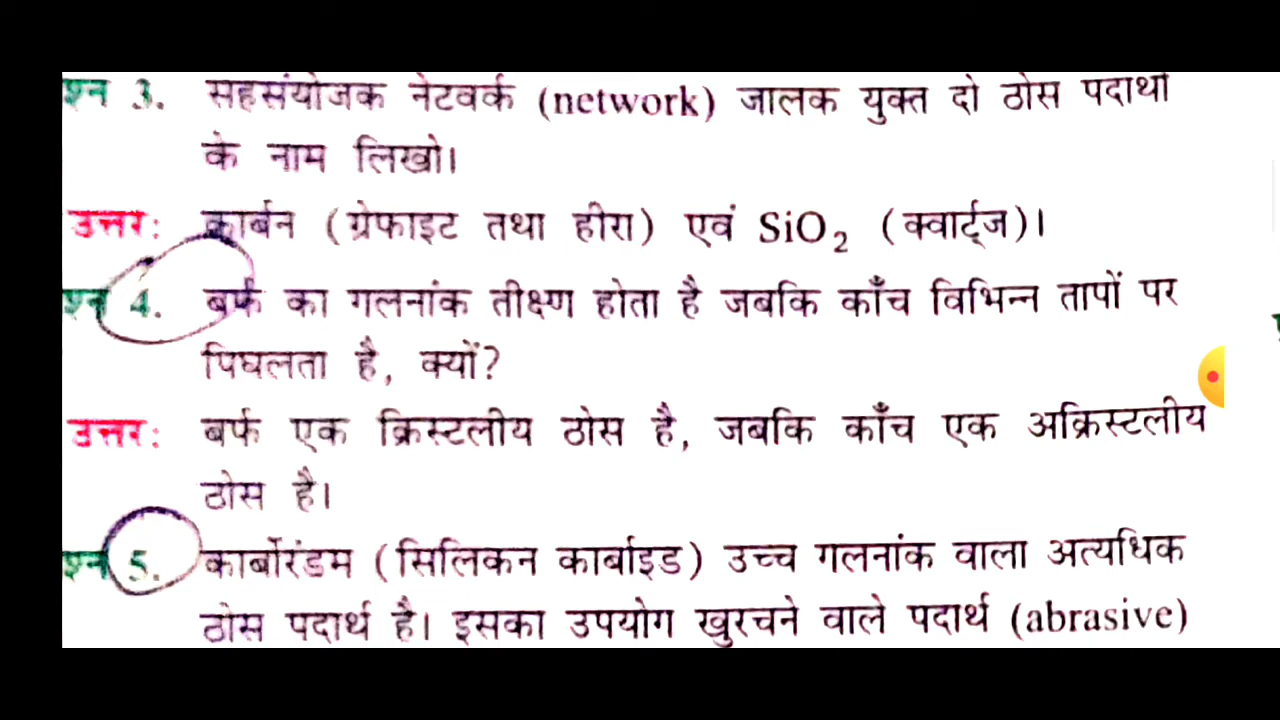 श्न 3. सहसंयोजक नेटवर्क (network) जालक युक्त दो ठोस पदार्थों
के नाम लिखो।
उत्तर: कार्बन (ग्रेफाइट तथा हीरा) एवं SiO₂ (क्वार्ट्ज)।
श्न 4. बर्फ का गलनांक तीक्ष्ण होता है जबकि काँच विभिन्न तापों पर
पिघलता है, क्यों?
उत्तर: बर्फ एक क्रिस्टलीय ठोस है, जबकि काँच एक अक्रिस्टलीय
ठोस है।
श्न 5. कार्बोरंडम (सिलिकन कार्बाइड) उच्च गलनांक वाला अत्यधिक
ठोस पदार्थ है। इसका उपयोग खुरचने वाले पदार्थ (abrasive)